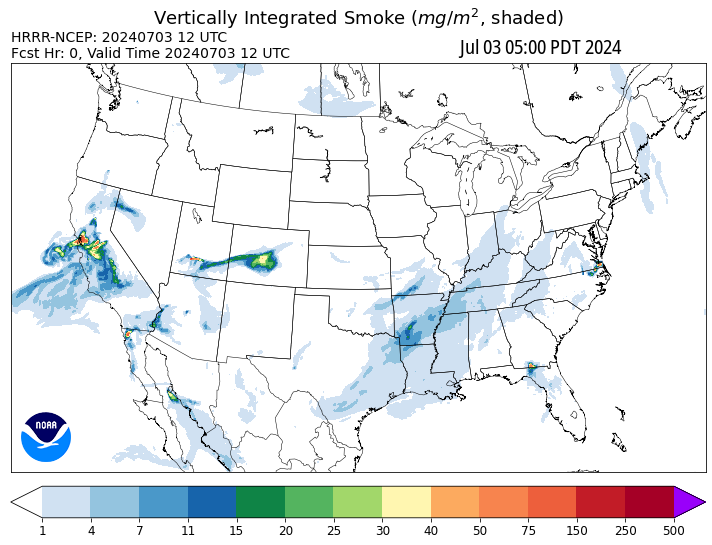 Vertically Integrated Smoke (mg/m², shaded)
HRRR-NCEP: 20240703 12 UTC
Fcst Hr: 0, Valid Time 20240703 12 UTC
Jul 03 05:00 PDT 2024
NOAA
1 4 7 11 15 20 25 30 40 50 75 150 250 500